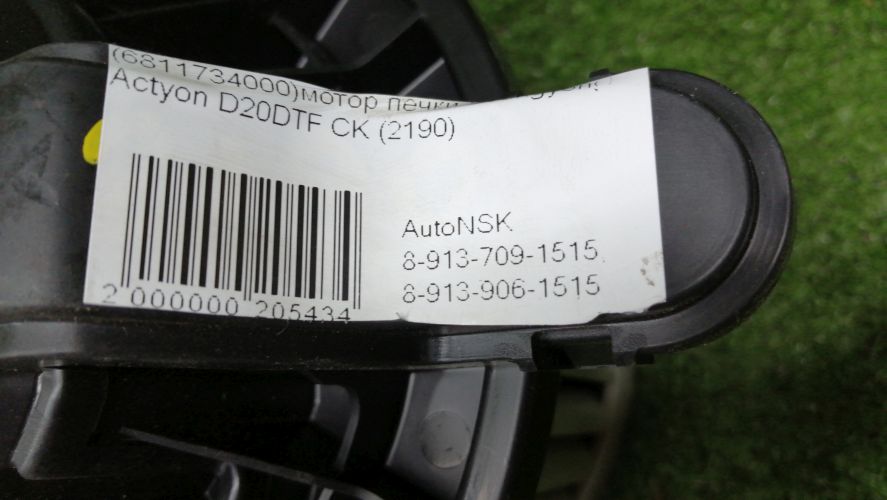 (6811734000)мотор печки
Actyon D20DTF CK (2190)
AutoNSK
8-913-709-1515
8-913-906-1515
2 000000 205434